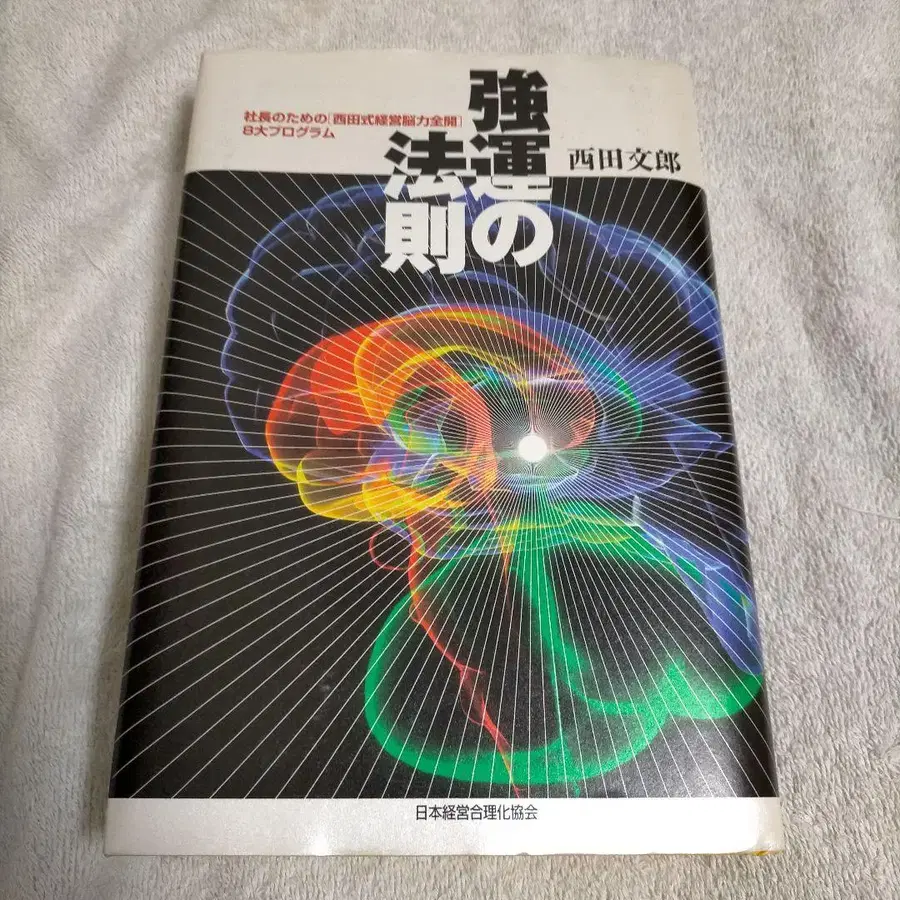 社長のための［西田式経営脳力全開］
8大プログラム
強運の
法則
西田文郎
日本経営合理化協会